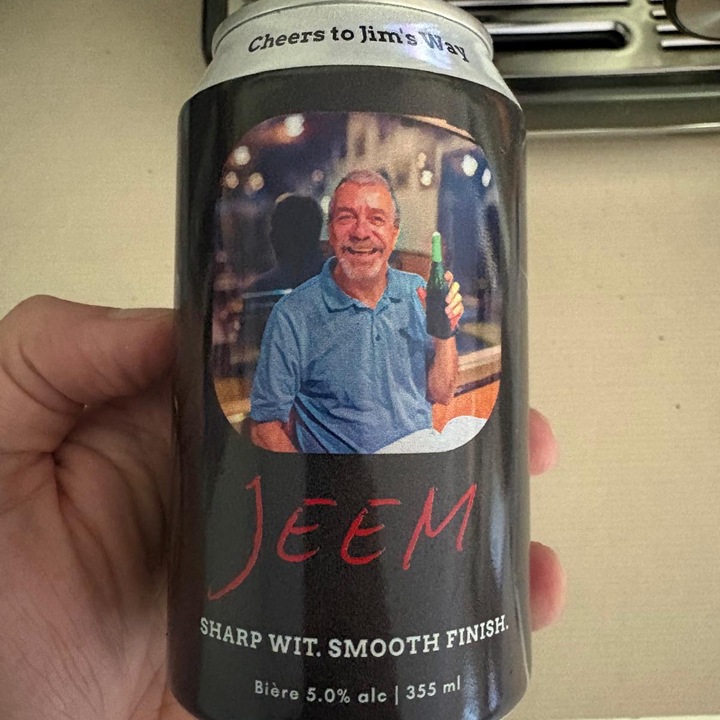 Cheers to Jim's Way
JEEM
SHARP WIT. SMOOTH FINISH.
Bière 5.0% alc | 355 ml